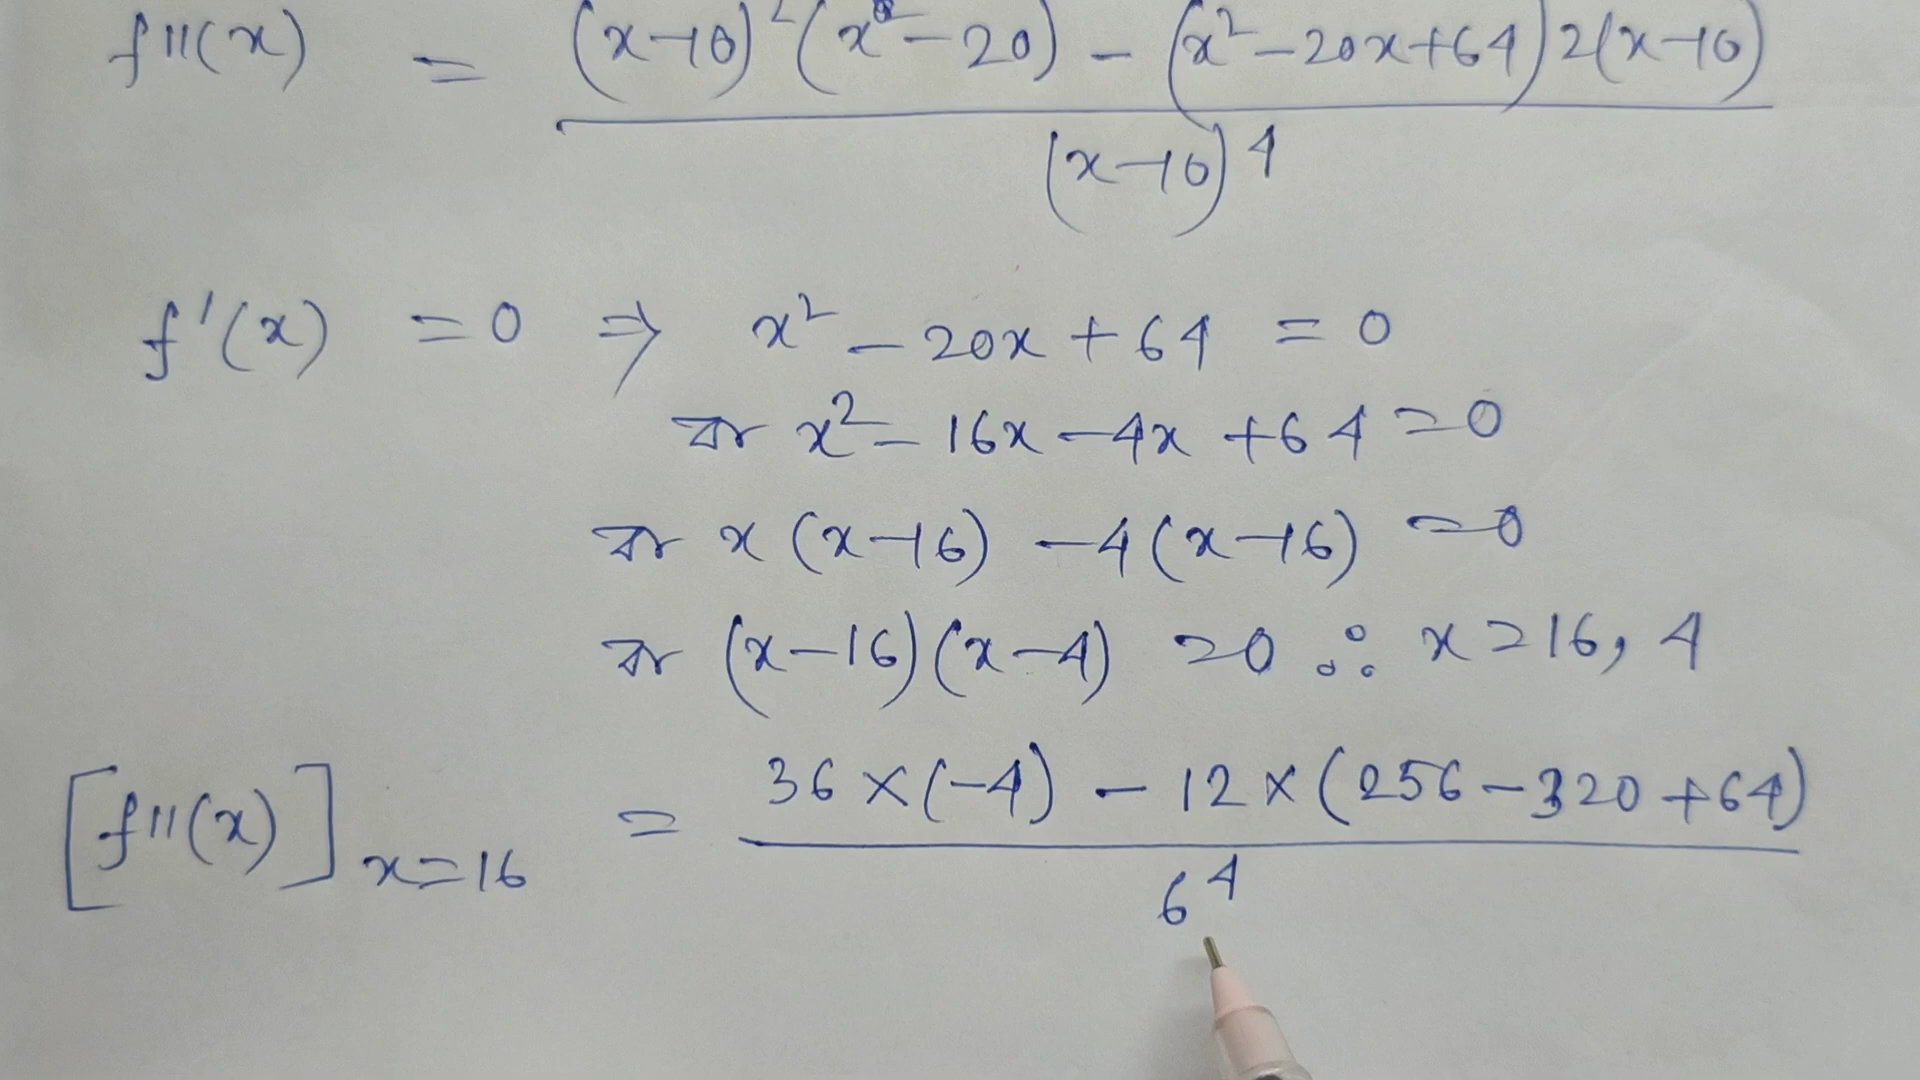 f''(x) = (x-10)²(x²-20) - (x²-20x+64)2(x-10)
(x-10)⁴
f'(x) = 0 ⇒ x² - 20x + 64 = 0
বা x² - 16x - 4x + 64 = 0
বা x(x-16) - 4(x-16) = 0
বা (x-16)(x-4) = 0 ∴ x = 16, 4
[f''(x)]x=16 = 36×(-4) - 12×(256-320+64)
6⁴